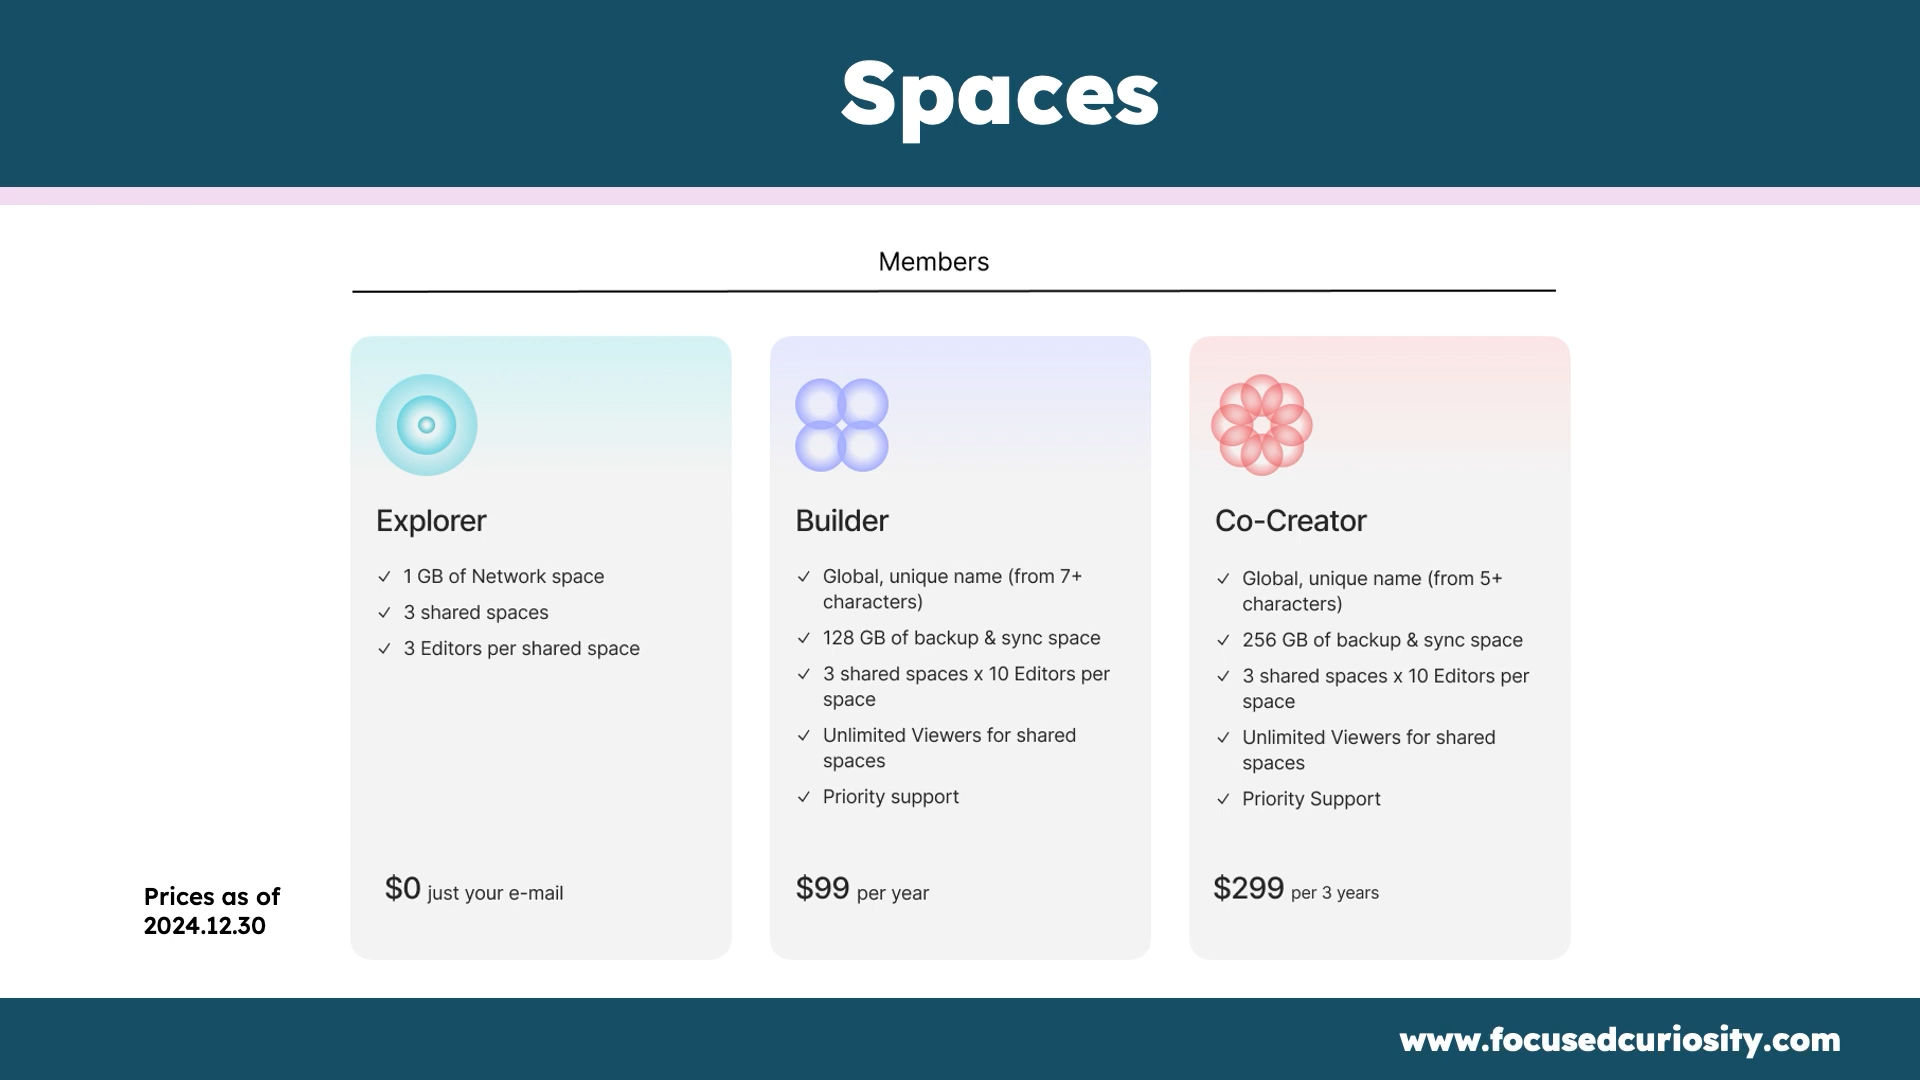 Spaces
Members
Explorer
1 GB of Network space
3 shared spaces
3 Editors per shared space
$0 just your e-mail
Builder
Global, unique name (from 7+
characters)
128 GB of backup & sync space
3 shared spaces x 10 Editors per
space
Unlimited Viewers for shared
spaces
Priority support
$99 per year
Co-Creator
Global, unique name (from 5+
characters)
256 GB of backup & sync space
3 shared spaces x 10 Editors per
space
Unlimited Viewers for shared
spaces
Priority Support
$299 per 3 years
Prices as of
2024.12.30
www.focusedcuriosity.com